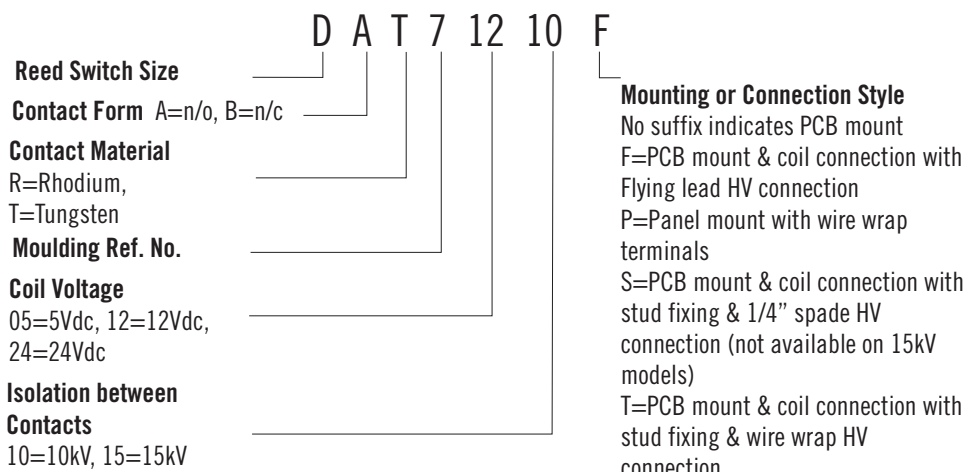 D A T 7 12 10 F
Reed Switch Size
Contact Form A=n/o, B=n/c
Contact Material
R=Rhodium,
T=Tungsten
Moulding Ref. No.
Coil Voltage
05=5Vdc, 12=12Vdc,
24=24Vdc
Isolation between
Contacts
10=10kV, 15=15kV
Mounting or Connection Style
No suffix indicates PCB mount
F=PCB mount & coil connection with
Flying lead HV connection
P=Panel mount with wire wrap
terminals
S=PCB mount & coil connection with
stud fixing & 1/4” spade HV
connection (not available on 15kV
models)
T=PCB mount & coil connection with
stud fixing & wire wrap HV
connection